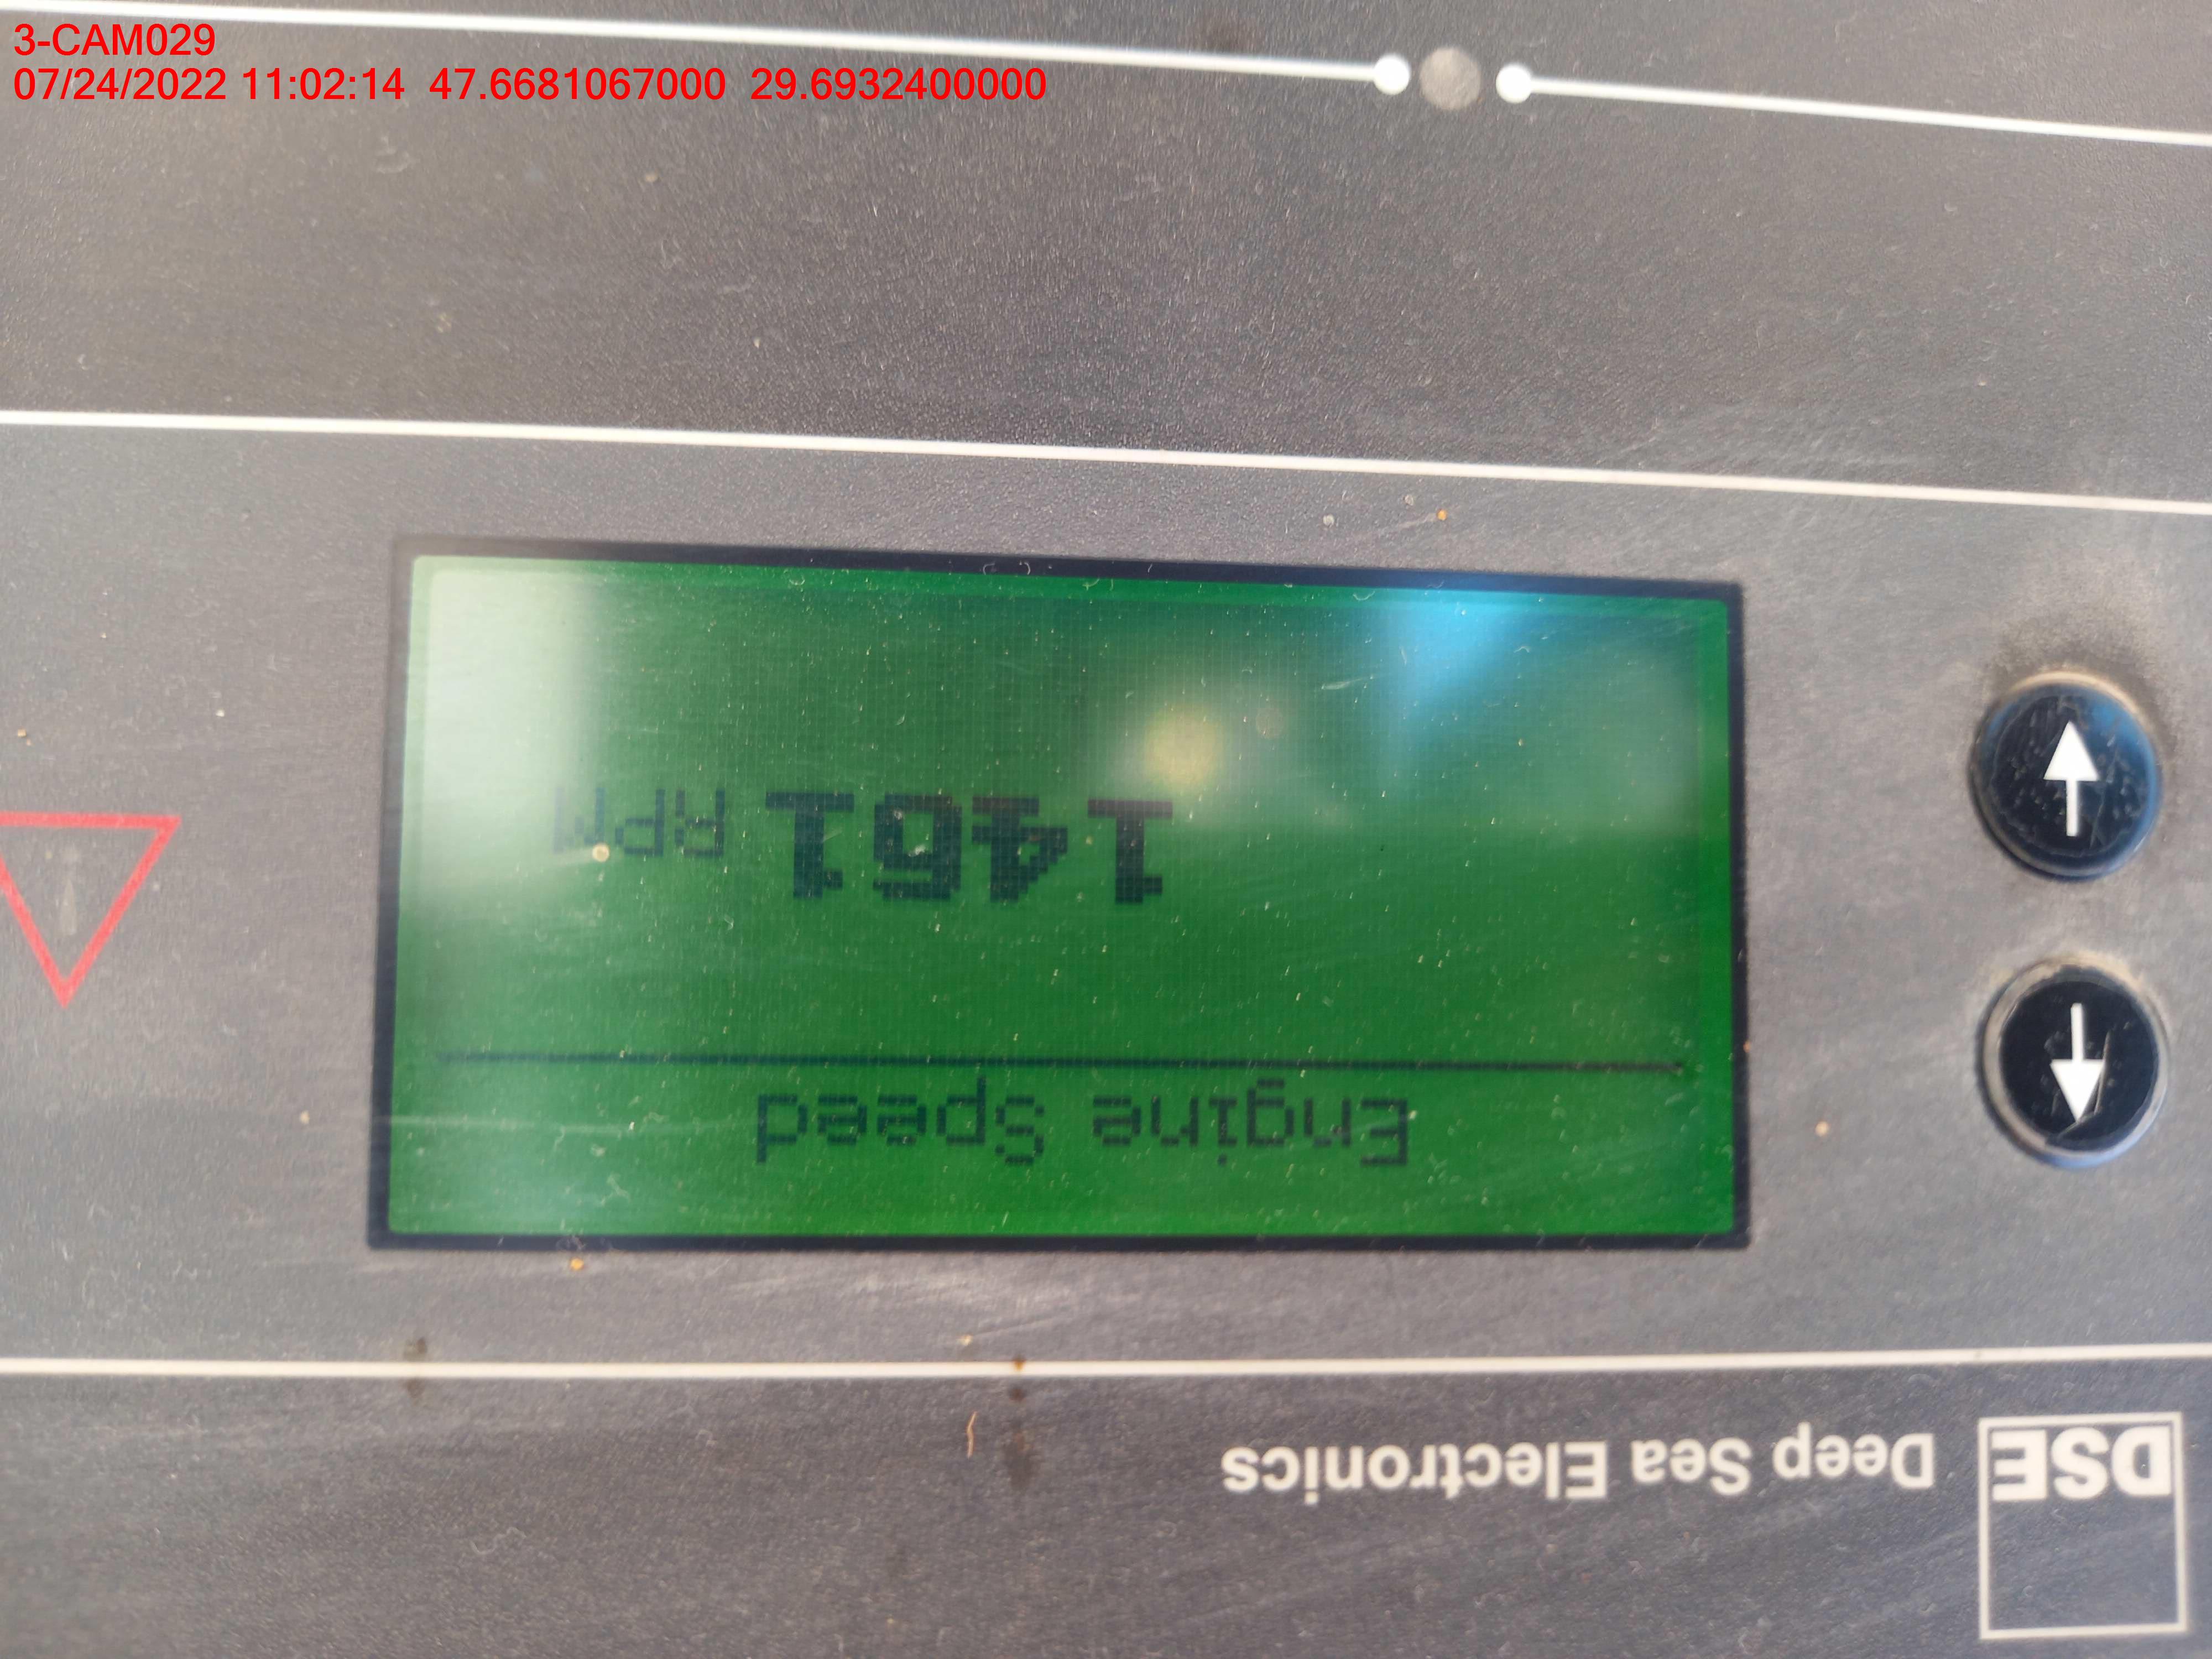 3-CAM029
07/24/2022 11:02:14 47.6681067000 29.6932400000
DSE Deep Sea Electronics
Engine Speed
1461 RPM